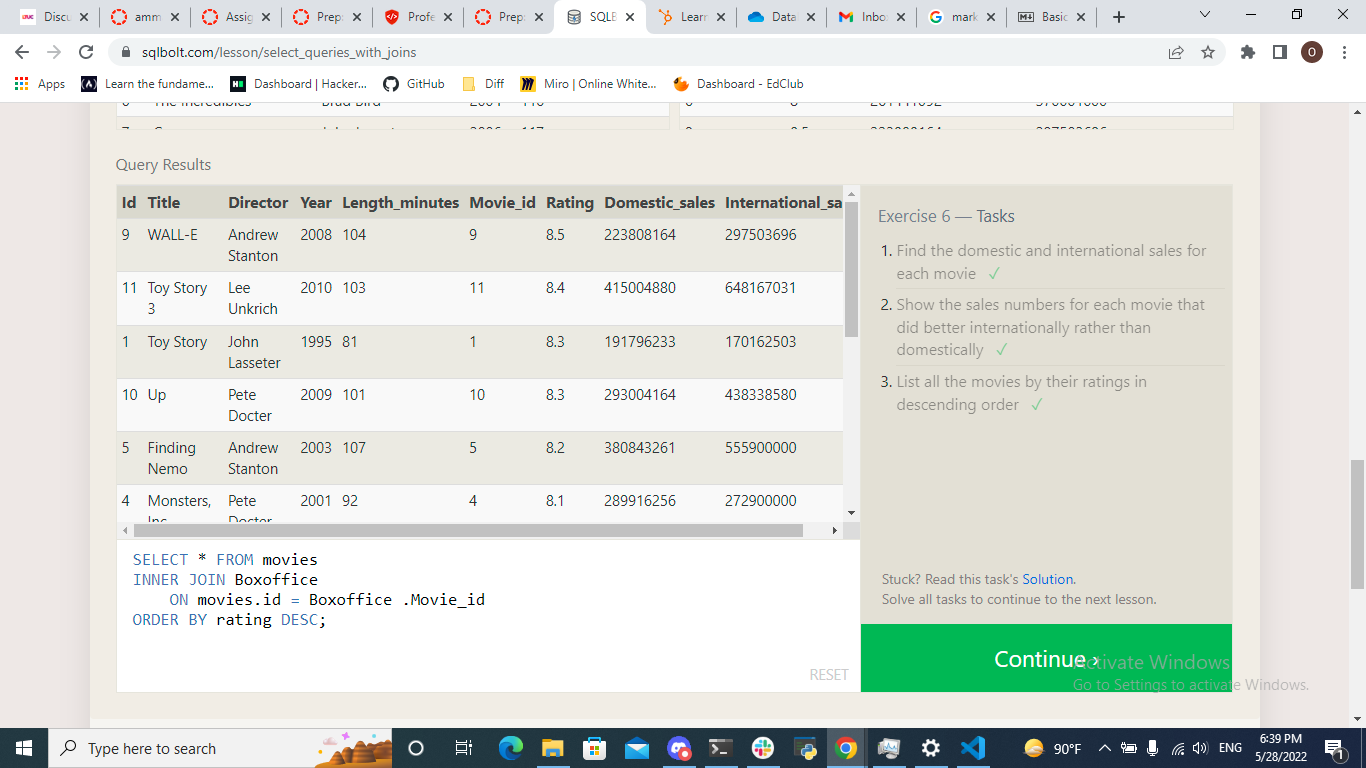 Discu
amm
Assig
Prep
Profe
Prep
SQLB
Learn
Data
Inbo
mark
Basic
sqlbolt.com/lesson/select_queries_with_joins
O
Apps
Learn the fundame...
Dashboard | Hacker...
GitHub
Diff
Miro | Online White...
Dashboard - EdClub
Query Results
Id Title Director Year Length_minutes Movie_id Rating Domestic_sales International_sa
9 WALL-E Andrew 2008 104 9 8.5 223808164 297503696
Stanton
11 Toy Story Lee 2010 103 11 8.4 415004880 648167031
3 Unkrich
1 Toy Story John 1995 81 1 8.3 191796233 170162503
Lasseter
10 Up Pete 2009 101 10 8.3 293004164 438338580
Docter
5 Finding Andrew 2003 107 5 8.2 380843261 555900000
Nemo Stanton
4 Monsters, Pete 2001 92 4 8.1 289916256 272900000
Inc. Docter
SELECT * FROM movies
INNER JOIN Boxoffice
ON movies.id = Boxoffice .Movie_id
ORDER BY rating DESC;
RESET
Exercise 6 — Tasks
1. Find the domestic and international sales for
each movie ✓
2. Show the sales numbers for each movie that
did better internationally rather than
domestically ✓
3. List all the movies by their ratings in
descending order ✓
Stuck? Read this task's Solution.
Solve all tasks to continue to the next lesson.
Continue ›
Activate Windows
Go to Settings to activate Windows.
Type here to search
90°F
ENG
6:39 PM
5/28/2022
1